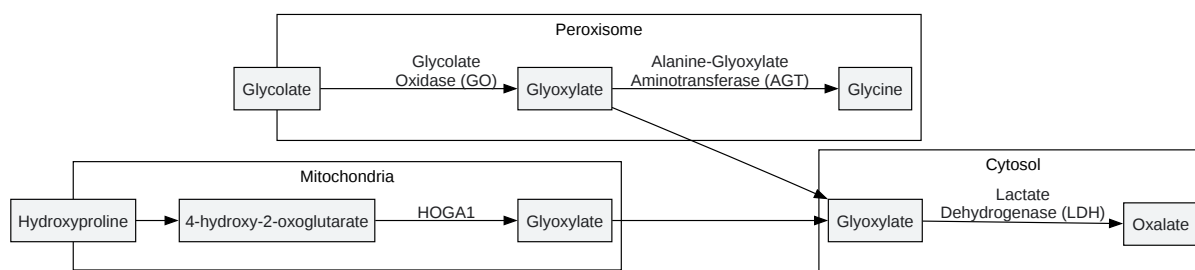 Peroxisome
Glycolate
Glycolate
Oxidase (GO)
Glyoxylate
Alanine-Glyoxylate
Aminotransferase (AGT)
Glycine
Mitochondria
Hydroxyproline
4-hydroxy-2-oxoglutarate
HOGA1
Glyoxylate
Cytosol
Glyoxylate
Lactate
Dehydrogenase (LDH)
Oxalate